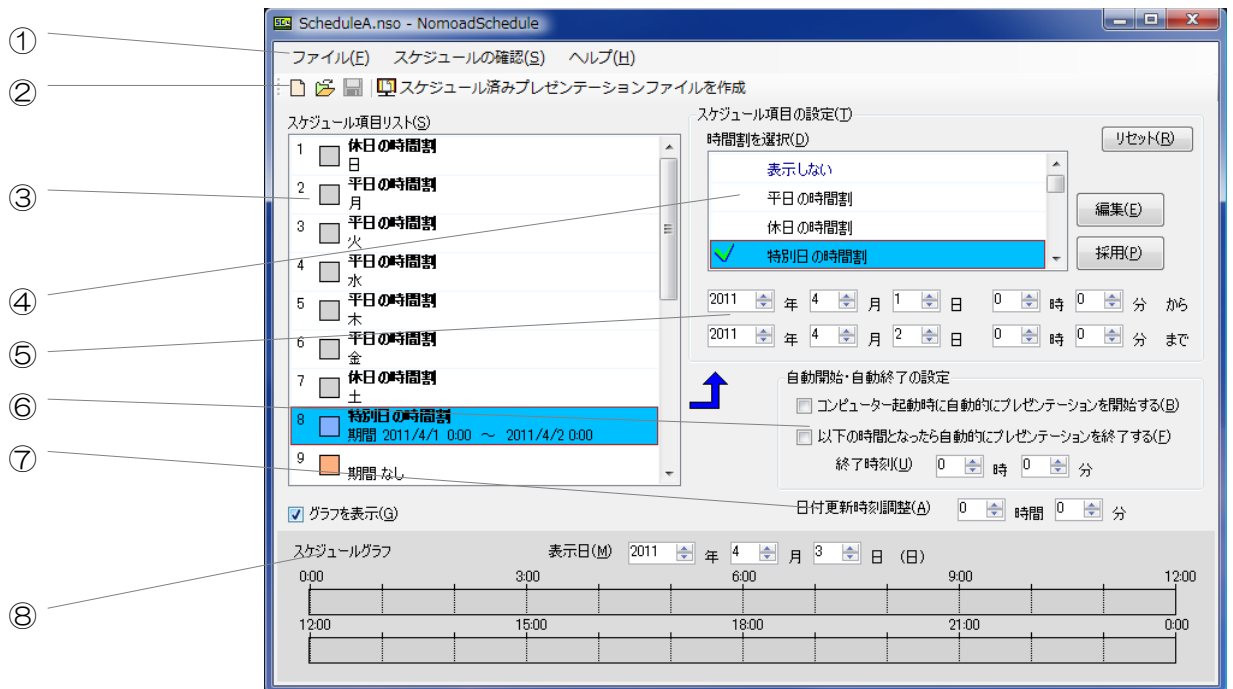 ScheduleA.nso - NomoadSchedule
①
ファイル(F) スケジュールの確認(S) ヘルプ(H)
②
スケジュール済みプレゼンテーションファイルを作成
スケジュール項目リスト(S)
1 休日の時間割
日
③
2 平日の時間割
月
3 平日の時間割
火
4 平日の時間割
水
5 平日の時間割
木
6 平日の時間割
金
7 休日の時間割
土
8 特別日の時間割
期間 2011/4/1 0:00 ～ 2011/4/2 0:00
9
期間 なし
スケジュール項目の設定(T)
時間割を選択(D)
リセット(R)
表示しない
④
平日の時間割
休日の時間割
特別日の時間割
編集(E)
採用(P)
⑤
2011 年 4 月 1 日 0 時 0 分 から
2011 年 4 月 2 日 0 時 0 分 まで
⑥
自動開始・自動終了の設定
コンピューター起動時に自動的にプレゼンテーションを開始する(B)
以下の時間となったら自動的にプレゼンテーションを終了する(F)
終了時刻(U) 0 時 0 分
⑦
日付更新時刻調整(A) 0 時間 0 分
グラフを表示(G)
⑧
スケジュールグラフ 表示日(M) 2011 年 4 月 3 日 (日)
0:00 3:00 6:00 9:00 12:00
12:00 15:00 18:00 21:00 0:00